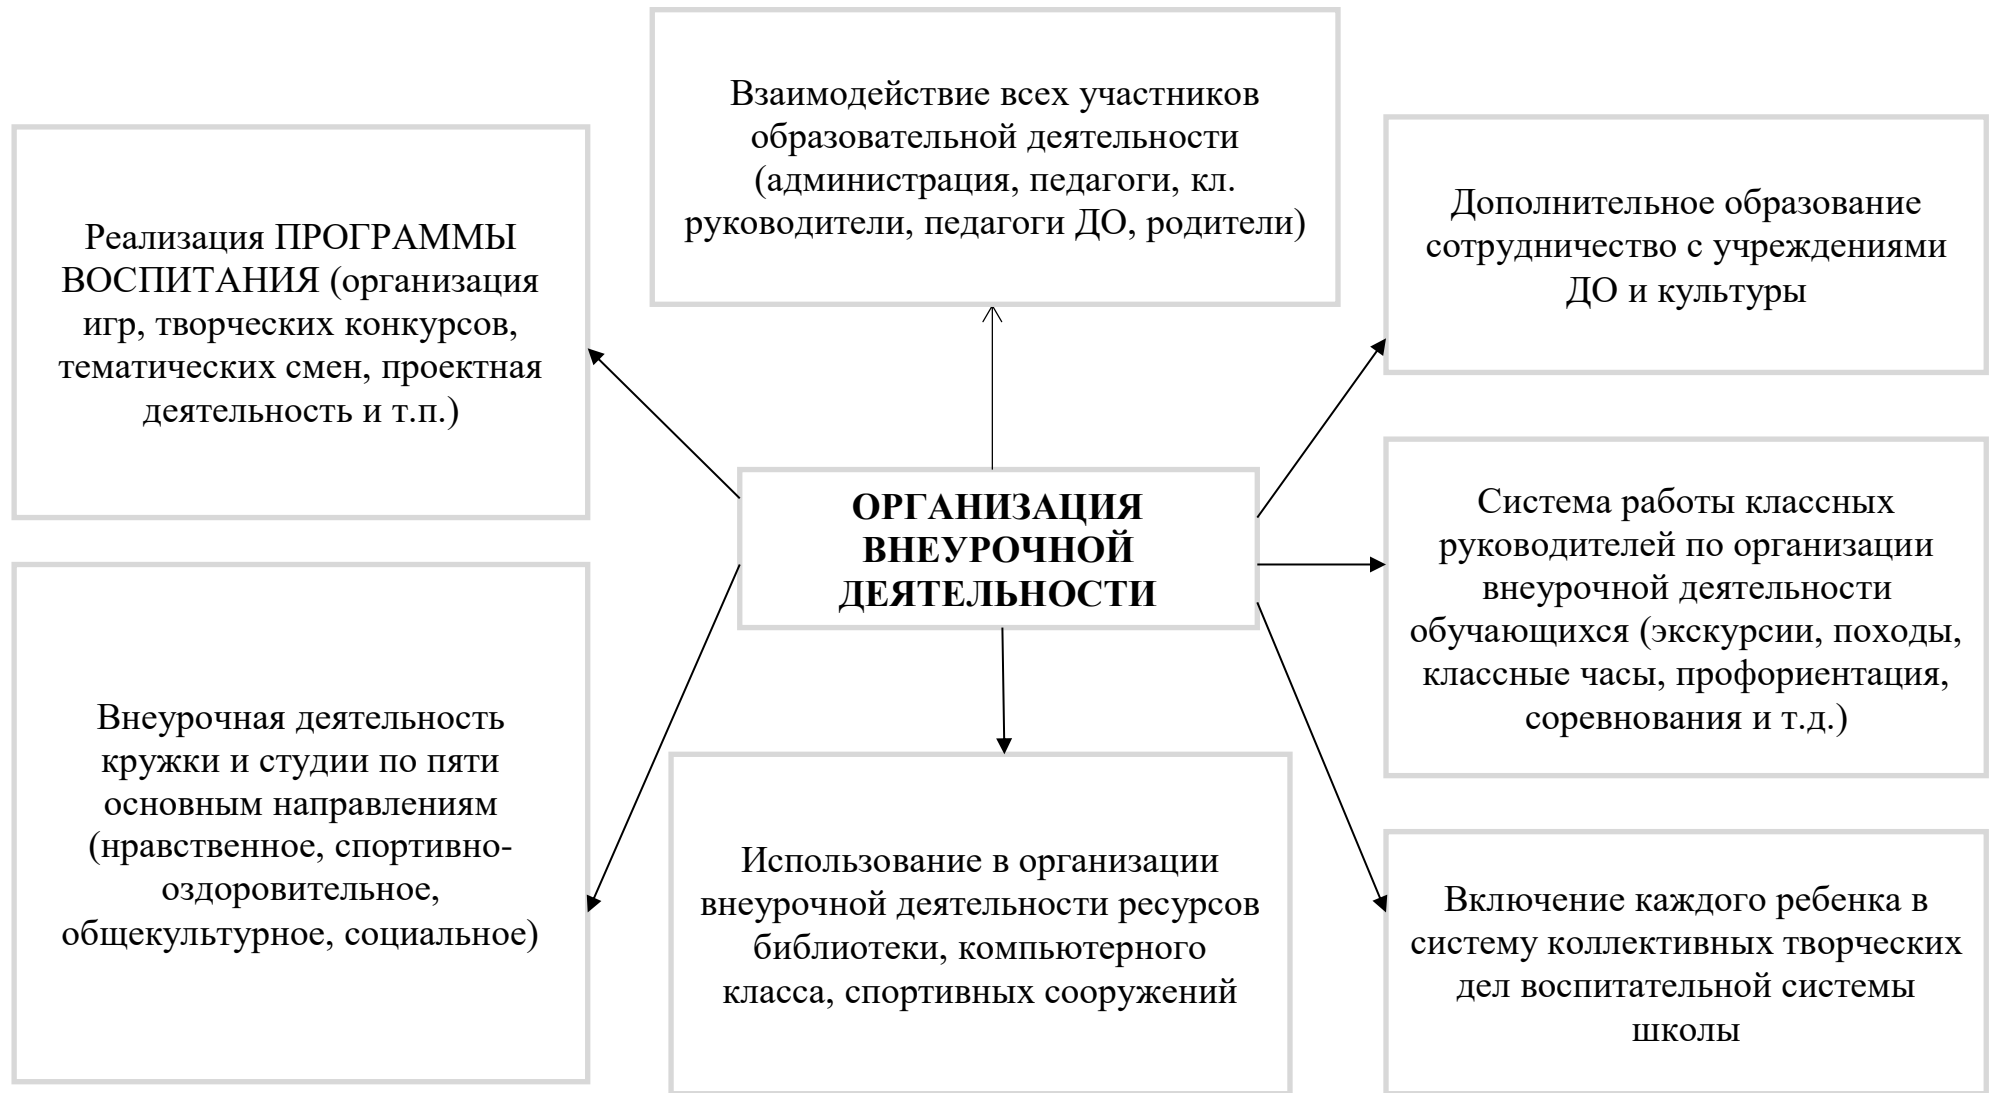 Взаимодействие всех участников
образовательной деятельности
(администрация, педагоги, кл.
руководители, педагоги ДО, родители)
Реализация ПРОГРАММЫ
ВОСПИТАНИЯ (организация
игр, творческих конкурсов,
тематических смен, проектная
деятельность и т.п.)
Дополнительное образование
сотрудничество с учреждениями
ДО и культуры
ОРГАНИЗАЦИЯ
ВНЕУРОЧНОЙ
ДЕЯТЕЛЬНОСТИ
Система работы классных
руководителей по организации
внеурочной деятельности
обучающихся (экскурсии, походы,
классные часы, профориентация,
соревнования и т.д.)
Внеурочная деятельность
кружки и студии по пяти
основным направлениям
(нравственное, спортивно-
оздоровительное,
общекультурное, социальное)
Использование в организации
внеурочной деятельности ресурсов
библиотеки, компьютерного
класса, спортивных сооружений
Включение каждого ребенка в
систему коллективных творческих
дел воспитательной системы
школы